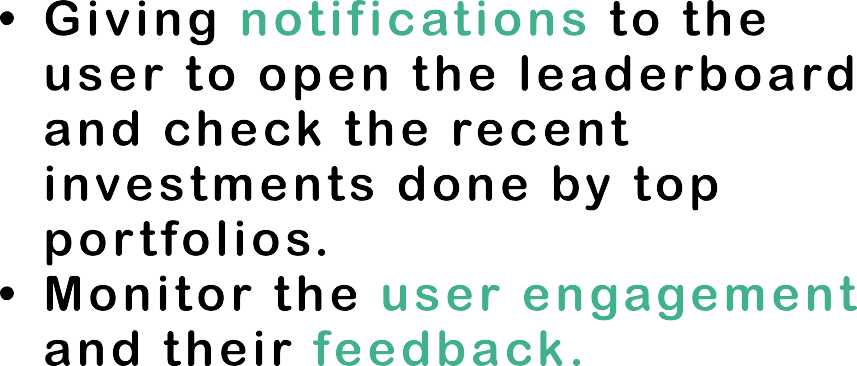 • Giving notifications to the
user to open the leaderboard
and check the recent
investments done by top
portfolios.
• Monitor the user engagement
and their feedback.